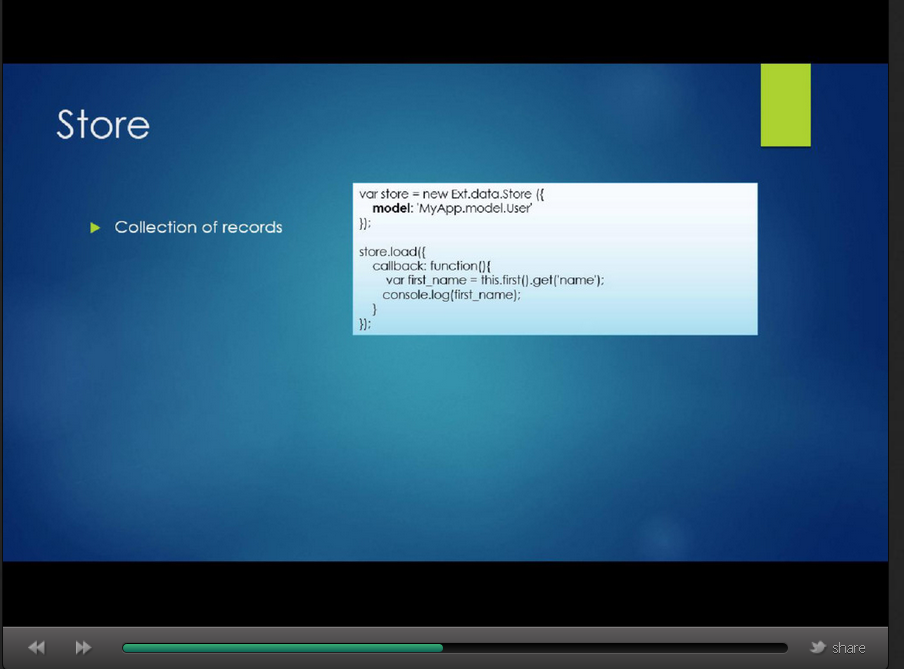 Store
Collection of records
var store = new Ext.data.Store ({
model: 'MyApp.model.User'
});
store.load({
callback: function(){
var first_name = this.first().get('name');
console.log(first_name);
}
});
share